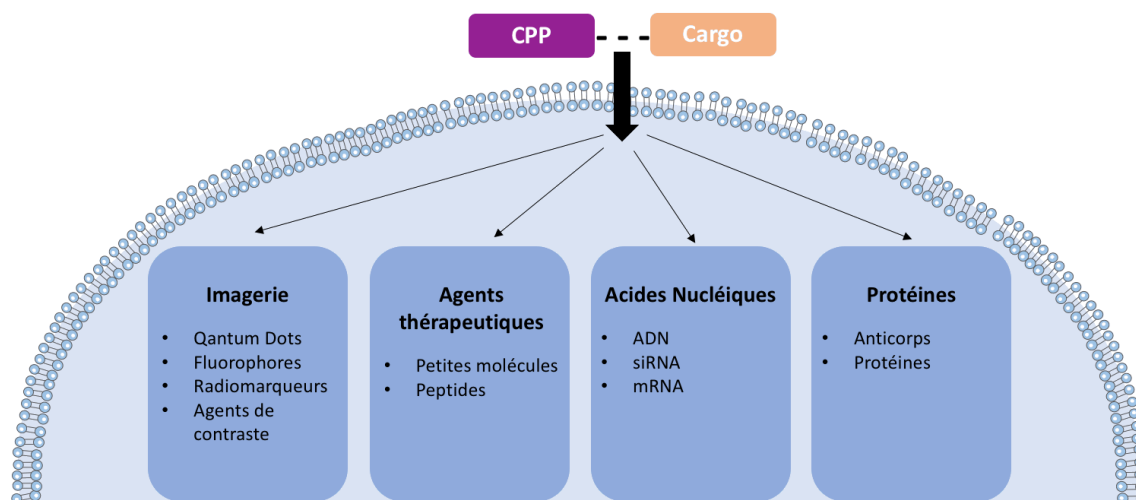 CPP
Cargo
Imagerie
• Qantum Dots
• Fluorophores
• Radiomarqueurs
• Agents de
contraste
Agents
thérapeutiques
• Petites molécules
• Peptides
Acides Nucléiques
• ADN
• siRNA
• mRNA
Protéines
• Anticorps
• Protéines